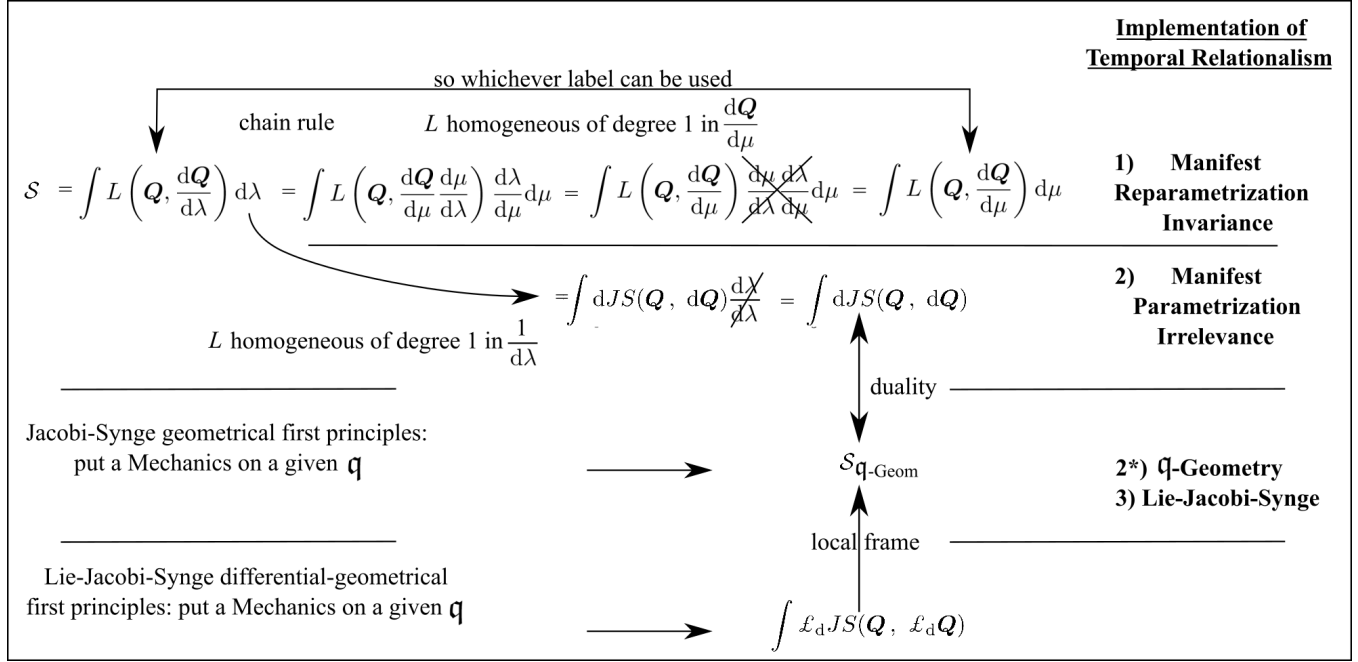 Implementation of
Temporal Relationalism
so whichever label can be used
chain rule
L homogeneous of degree 1 in dQ/dμ
S = ∫ L (Q, dQ/dλ) dλ = ∫ L (Q, dQ/dμ dμ/dλ) dλ/dμ dμ = ∫ L (Q, dQ/dμ) dμ/dλ dλ/dμ dμ = ∫ L (Q, dQ/dμ) dμ
1) Manifest
Reparametrization
Invariance
= ∫ dJS(Q, dQ) dλ/dλ = ∫ dJS(Q, dQ)
2) Manifest
Parametrization
Irrelevance
L homogeneous of degree 1 in 1/dλ
duality
Jacobi-Synge geometrical first principles:
put a Mechanics on a given 𝖖
S𝖖-Geom
2*) 𝖖-Geometry
3) Lie-Jacobi-Synge
local frame
Lie-Jacobi-Synge differential-geometrical
first principles: put a Mechanics on a given 𝖖
∫ £dJS(Q, £dQ)